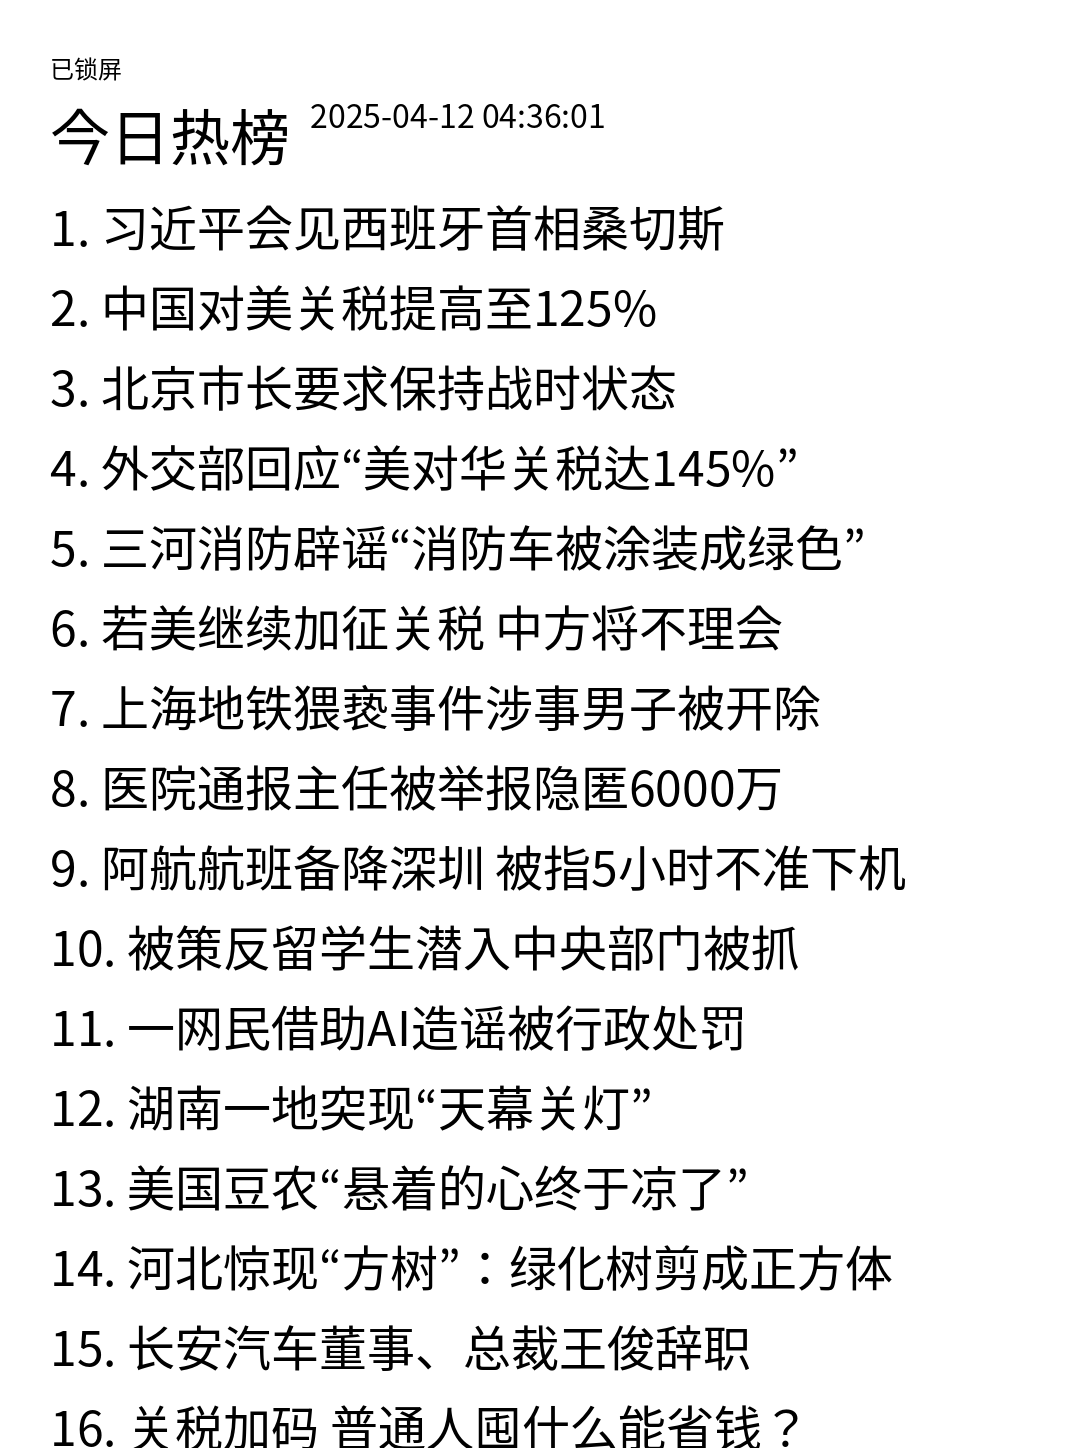 已锁屏
今日热榜 2025-04-12 04:36:01
1. 习近平会见西班牙首相桑切斯
2. 中国对美关税提高至125%
3. 北京市长要求保持战时状态
4. 外交部回应“美对华关税达145%”
5. 三河消防辟谣“消防车被涂装成绿色”
6. 若美继续加征关税 中方将不理会
7. 上海地铁猥亵事件涉事男子被开除
8. 医院通报主任被举报隐匿6000万
9. 阿航航班备降深圳 被指5小时不准下机
10. 被策反留学生潜入中央部门被抓
11. 一网民借助AI造谣被行政处罚
12. 湖南一地突现“天幕关灯”
13. 美国豆农“悬着的心终于凉了”
14. 河北惊现“方树”：绿化树剪成正方体
15. 长安汽车董事、总裁王俊辞职
16. 关税加码 普通人囤什么能省钱？